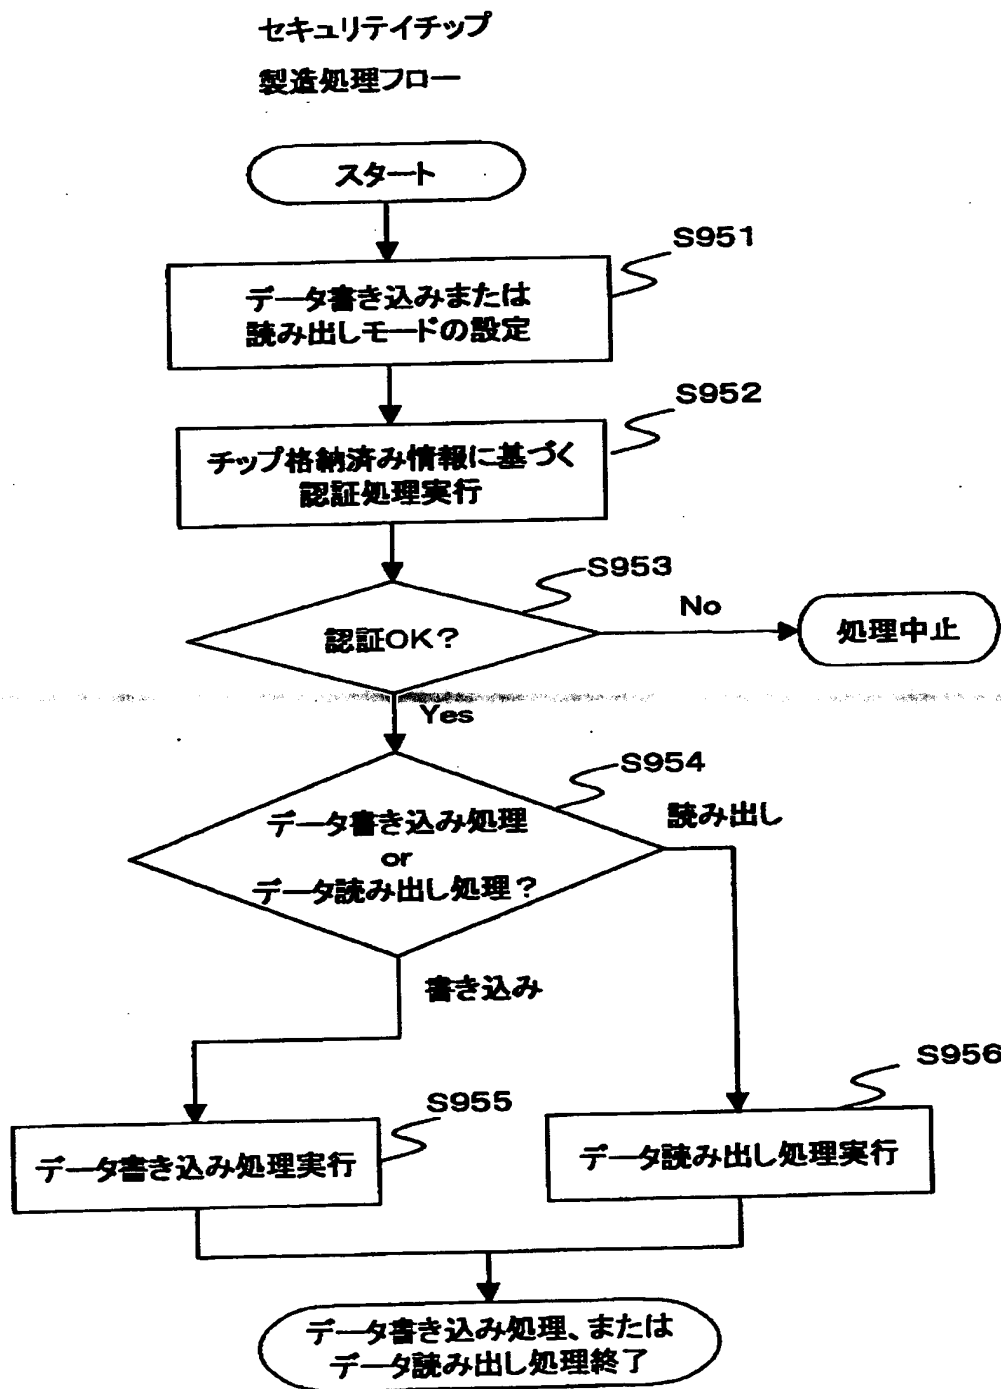 セキュリテイチップ
製造処理フロー
スタート
S951
データ書き込みまたは
読み出しモードの設定
S952
チップ格納済み情報に基づく
認証処理実行
S953
認証OK?
No
処理中止
Yes
S954
データ書き込み処理
or
データ読み出し処理?
読み出し
書き込み
S955
データ書き込み処理実行
S956
データ読み出し処理実行
データ書き込み処理、または
データ読み出し処理終了